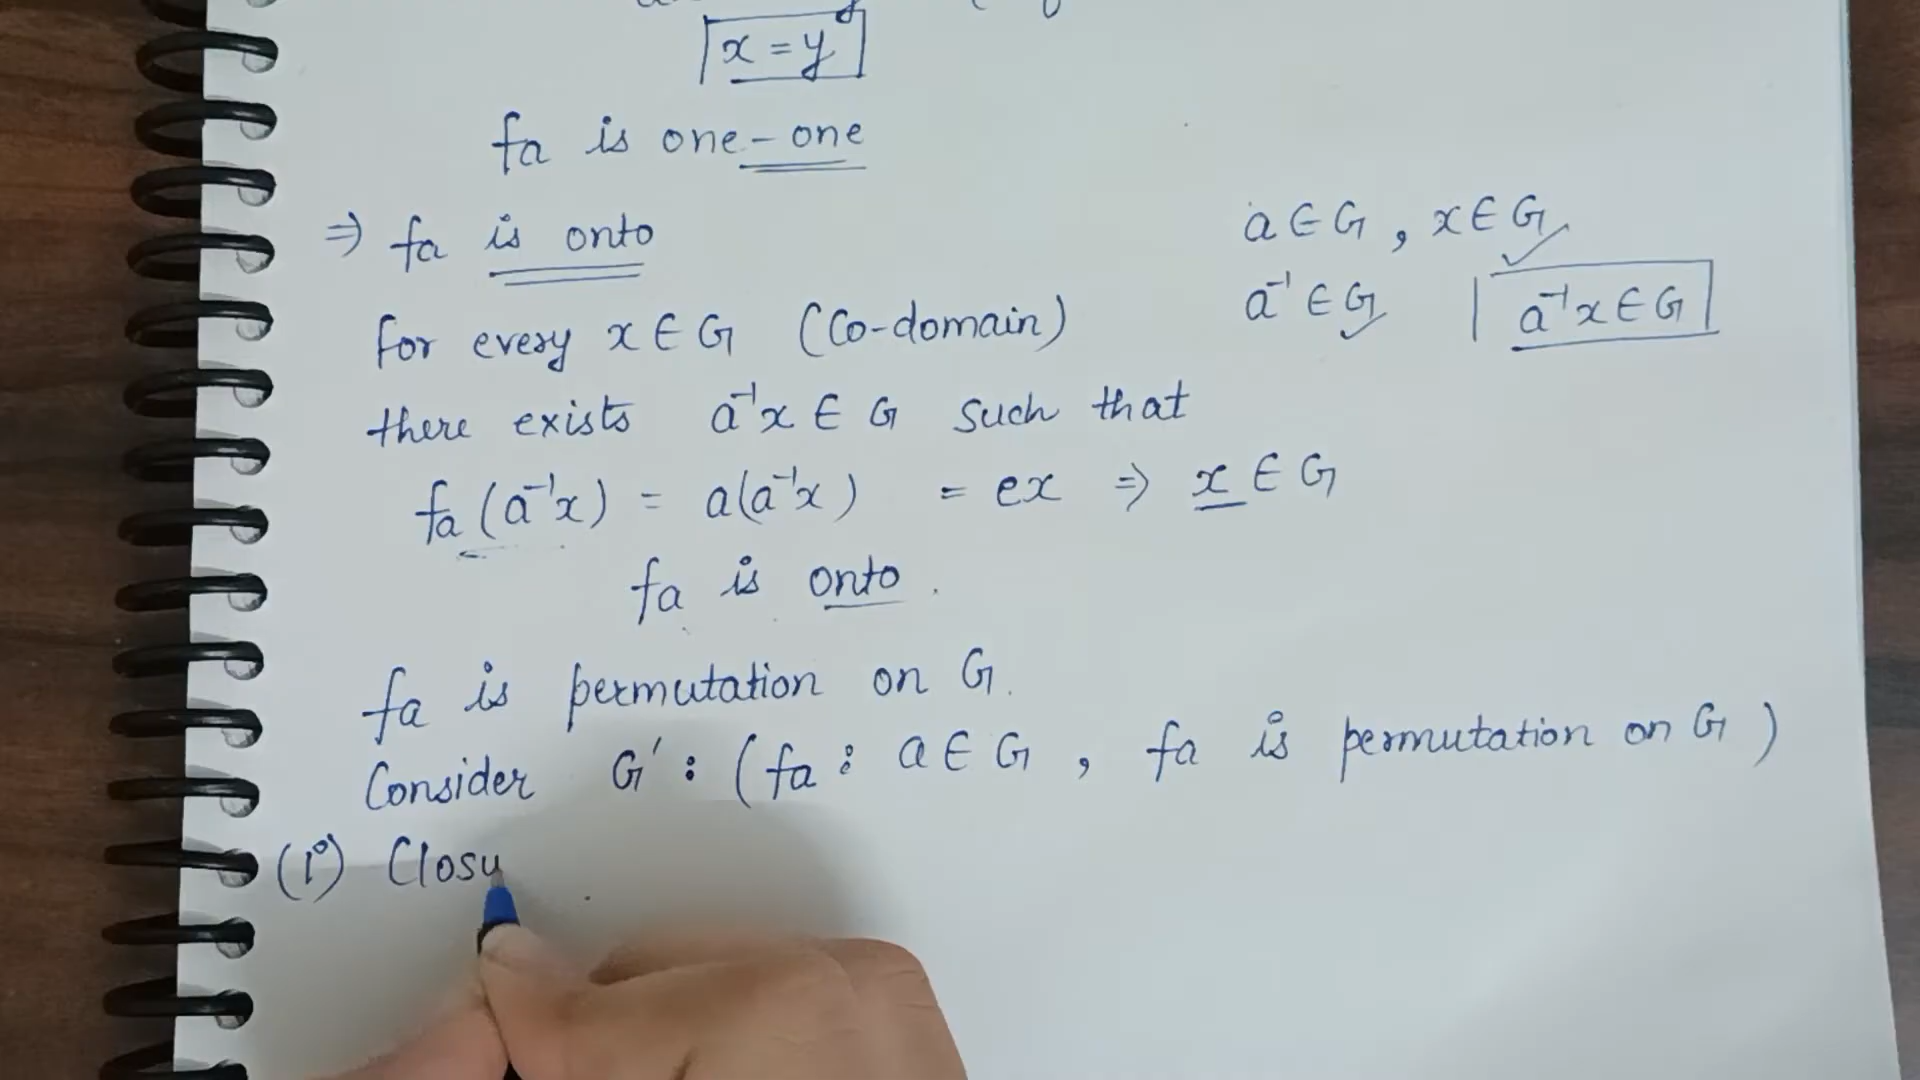 x = y
fa is one-one
⇒ fa is onto
a ∈ G, x ∈ G
a⁻¹ ∈ G
a⁻¹x ∈ G
for every x ∈ G (Co-domain)
there exists a⁻¹x ∈ G such that
fa(a⁻¹x) = a(a⁻¹x) = ex ⇒ x ∈ G
fa is onto.
fa is permutation on G.
Consider G' : (fa : a ∈ G, fa is permutation on G)
(i) Closu